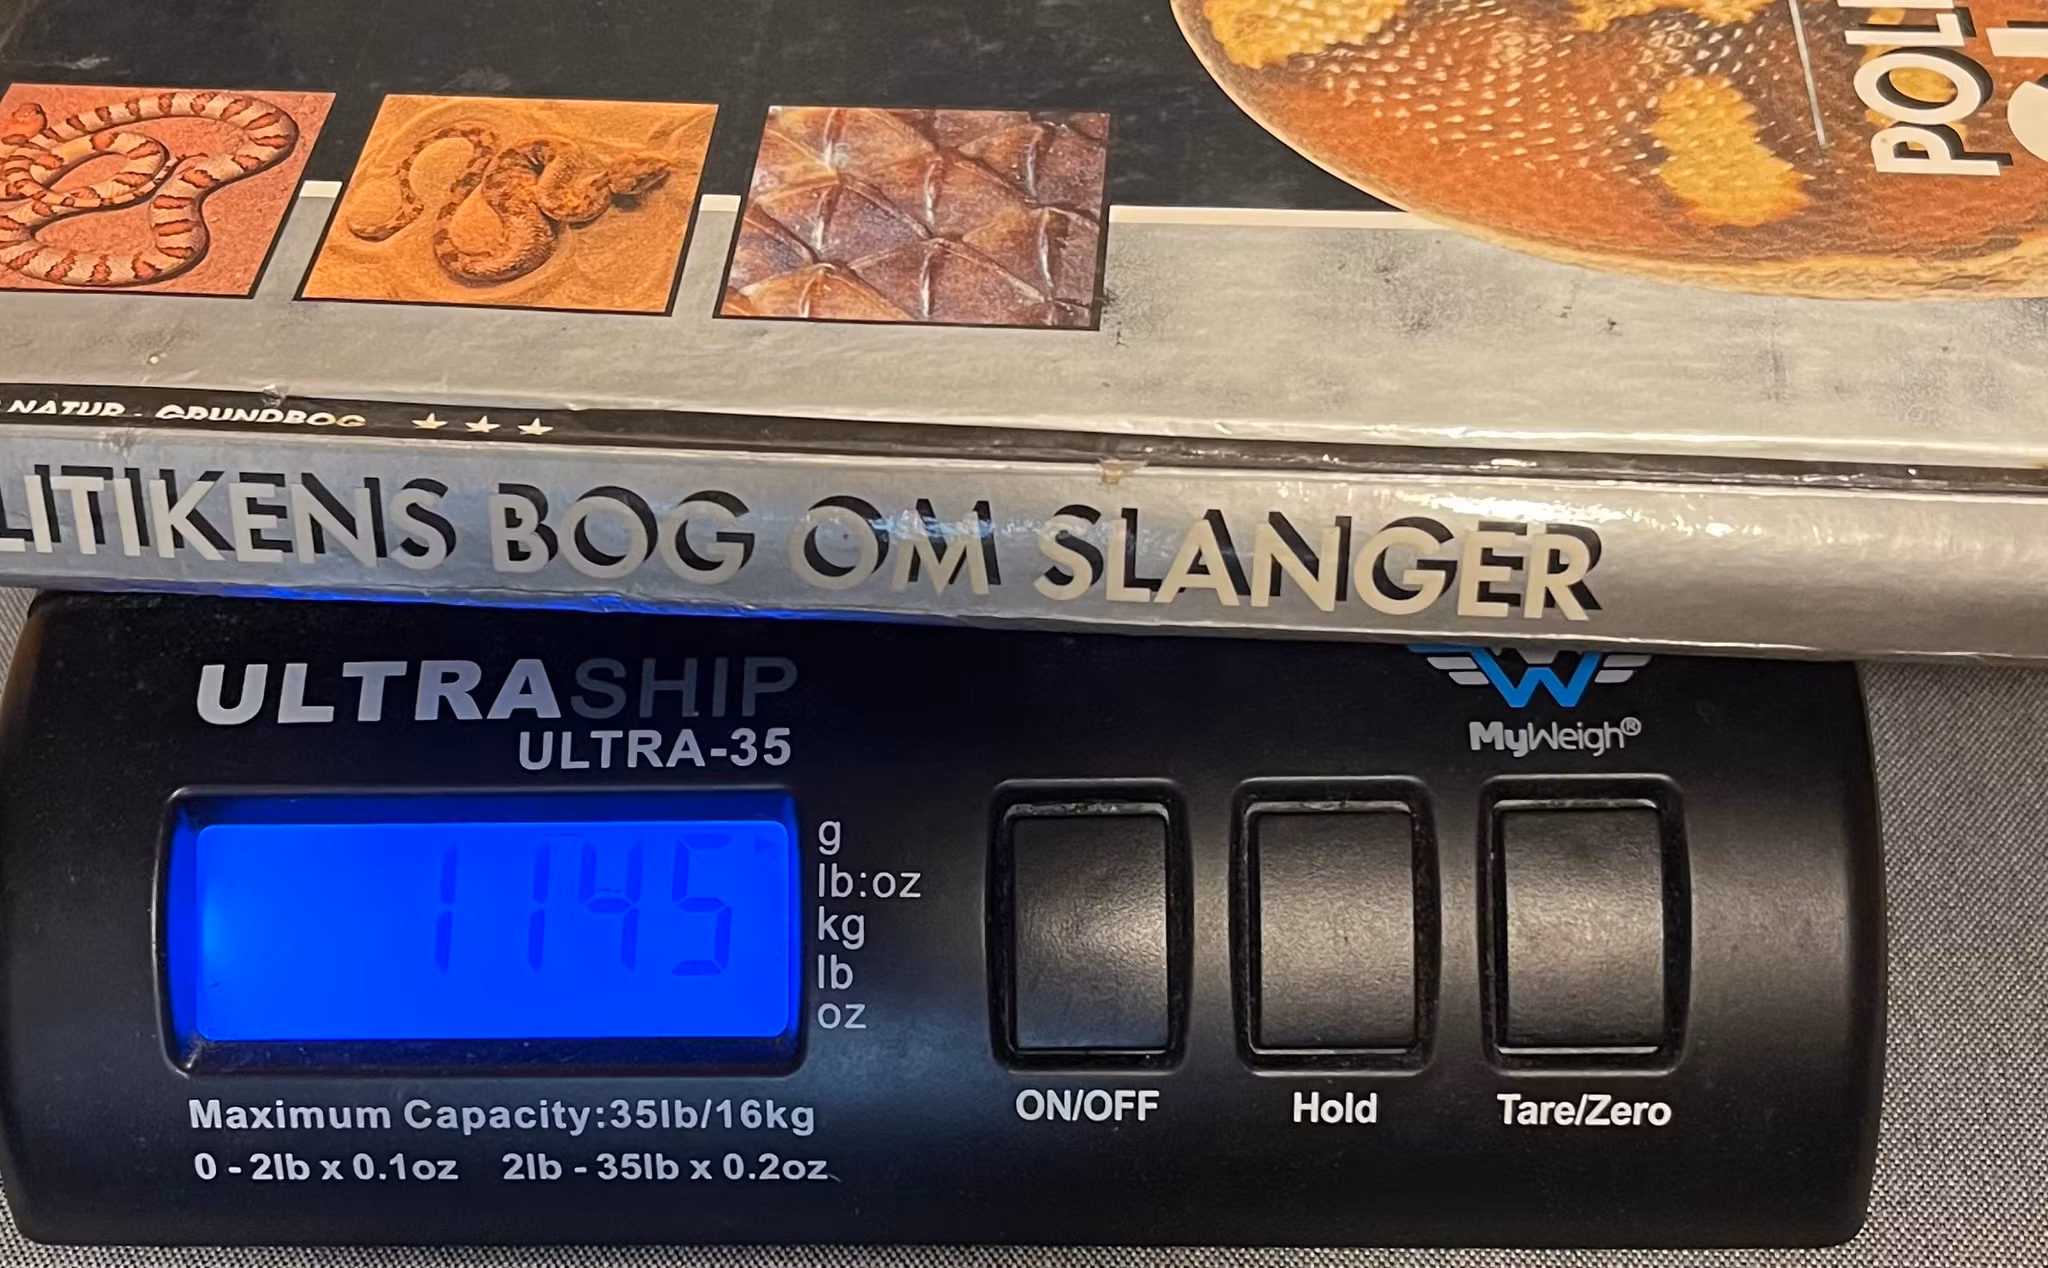 POLI
NATUR · GRUNDBOG ★ ★ ★
LITIKENS BOG OM SLANGER
ULTRASHIP
ULTRA-35
MyWeigh®
1145
g
lb:oz
kg
lb
oz
ON/OFF
Hold
Tare/Zero
Maximum Capacity:35lb/16kg
0 - 2lb x 0.1oz 2lb - 35lb x 0.2oz